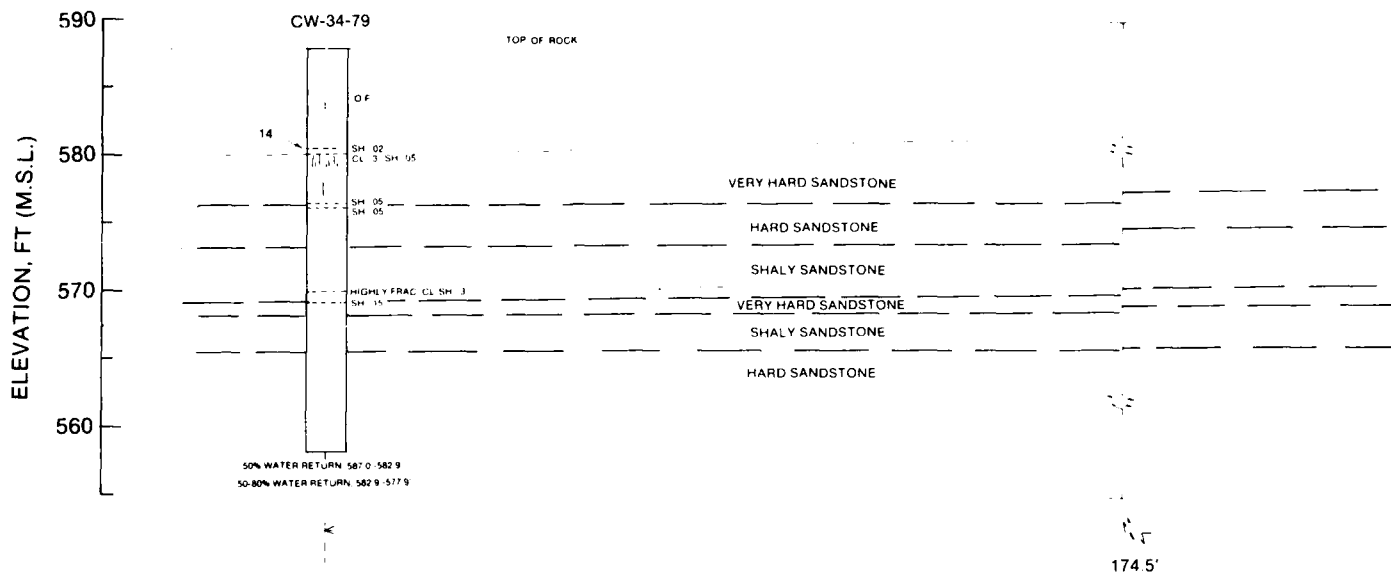 590
CW-34-79
TOP OF ROCK
O.F.
14
SH .02
580
CL .3 SH .05
VERY HARD SANDSTONE
SH .05
SH .05
ELEVATION, FT (M.S.L.)
HARD SANDSTONE
SHALY SANDSTONE
570
HIGHLY FRAC. CL SH .3
SH .15
VERY HARD SANDSTONE
SHALY SANDSTONE
HARD SANDSTONE
560
50% WATER RETURN 587.0-582.9
50-80% WATER RETURN 582.9-577.9
174.5'